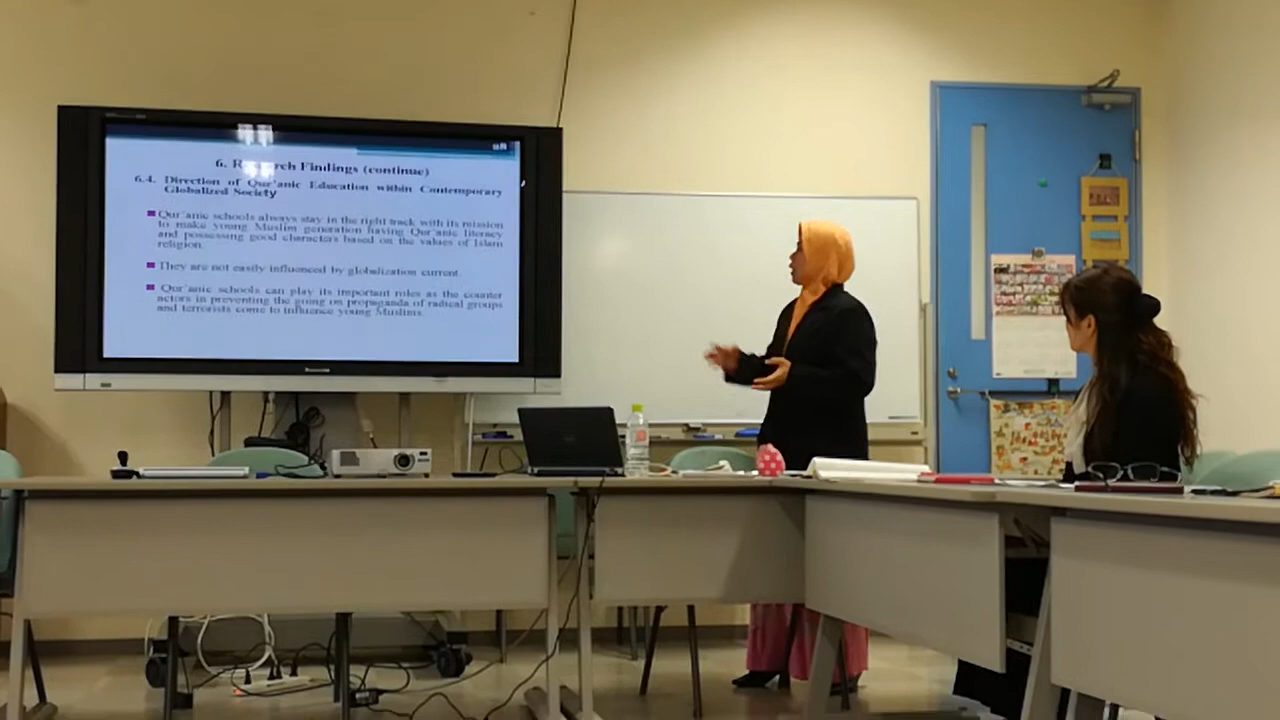 6. Research Findings (continue)
6.4. Direction of Qur'anic Education within Contemporary
Globalized Society
Qur'anic schools always stay in the right track with its mission
to make young Muslim generation having Qur'anic literacy
and possessing good characters based on the values of Islam
religion.
They are not easily influenced by globalization current.
Qur'anic schools can play its important roles as the counter
actors in preventing the going on propaganda of radical groups
and terrorists come to influence young Muslims.
Panasonic